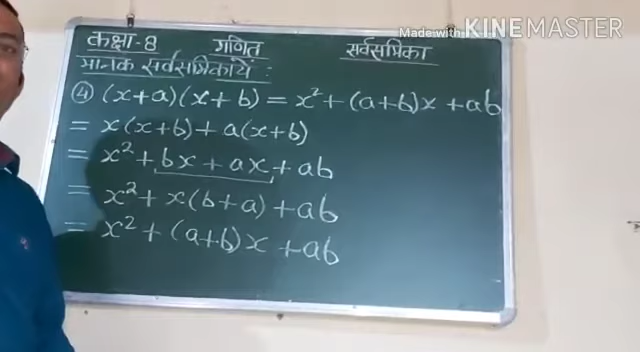 Made with KINEMASTER
कक्षा-8 गणित सर्वसमिका
मानक सर्वसमिकायें :
④ (x+a)(x+b) = x² + (a+b)x + ab
= x(x+b) + a(x+b)
= x² + bx + ax + ab
= x² + x(b+a) + ab
= x² + (a+b)x + ab